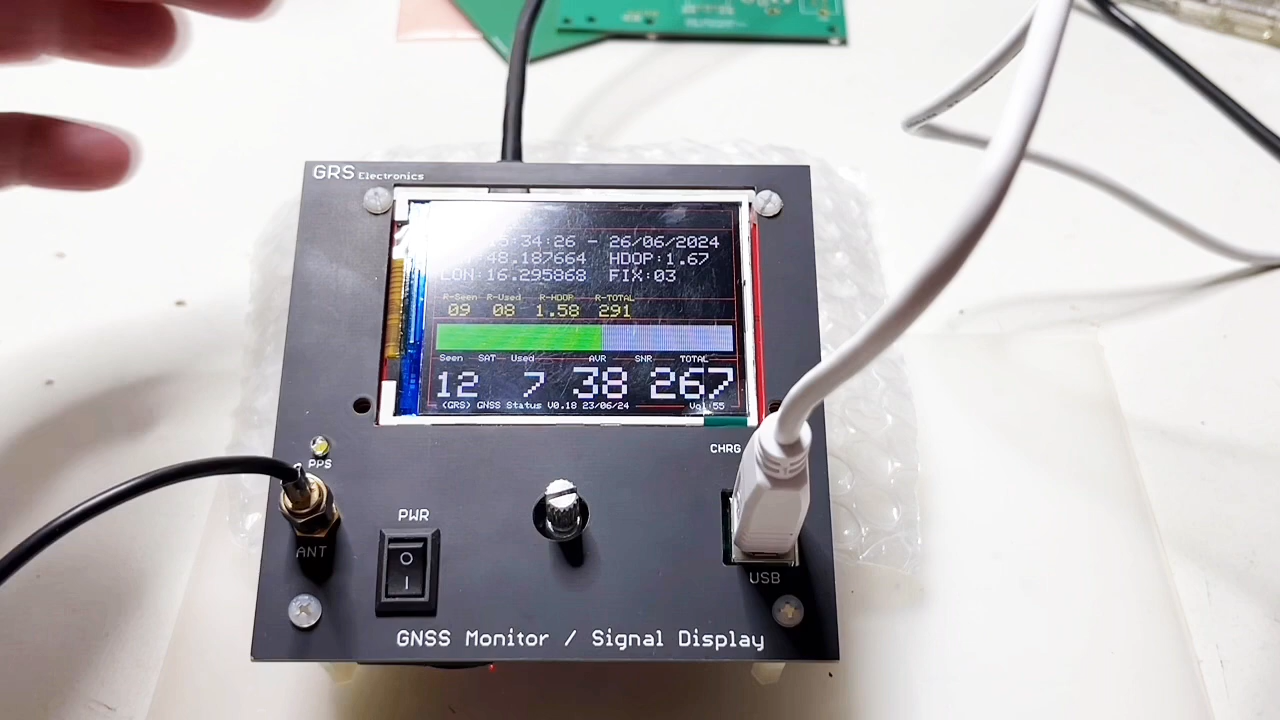 GRS Electronics
:34:26 - 26/06/2024
48.187664 HDOP:1.67
LON:16.295868 FIX:03
R-Seen R-Used R-HDOP R-TOTAL
09 08 1.58 291
Seen SAT Used AVR SNR TOTAL
12 7 38 267
(GRS) GNSS Status V0.18 23/06/24 Vol:55
CHRG
PPS
PWR
ANT
USB
GNSS Monitor / Signal Display